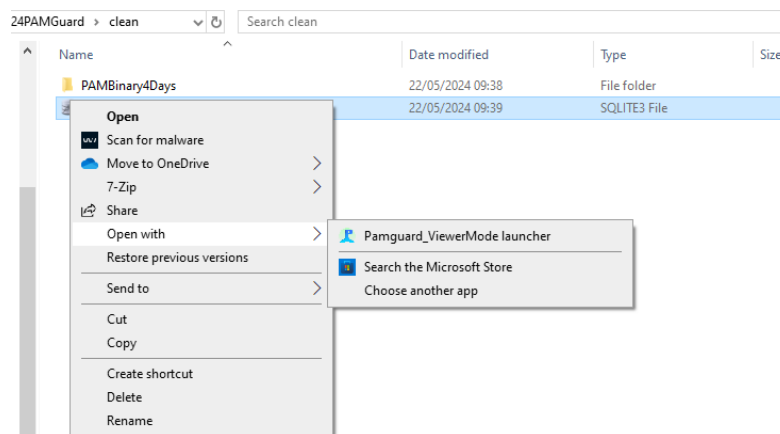 24PAMGuard > clean
Search clean
Name Date modified Type Size
PAMBinary4Days 22/05/2024 09:38 File folder
22/05/2024 09:39 SQLITE3 File
Open
Scan for malware
Move to OneDrive
7-Zip
Share
Open with
Pamguard_ViewerMode launcher
Restore previous versions
Search the Microsoft Store
Send to
Choose another app
Cut
Copy
Create shortcut
Delete
Rename